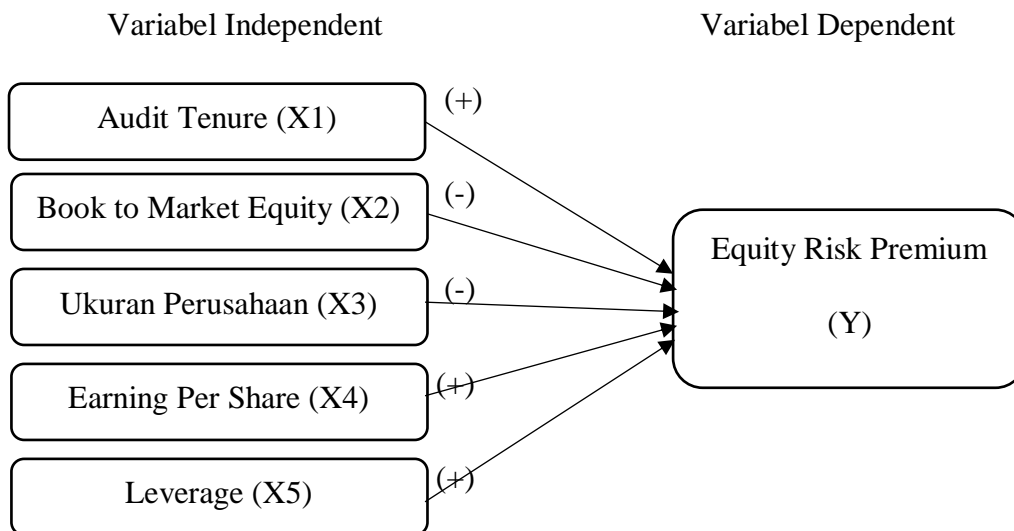 Variabel Independent
Variabel Dependent
Audit Tenure (X1)
(+)
Book to Market Equity (X2)
(-)
Ukuran Perusahaan (X3)
(-)
Earning Per Share (X4)
(+)
Leverage (X5)
(+)
Equity Risk Premium
(Y)